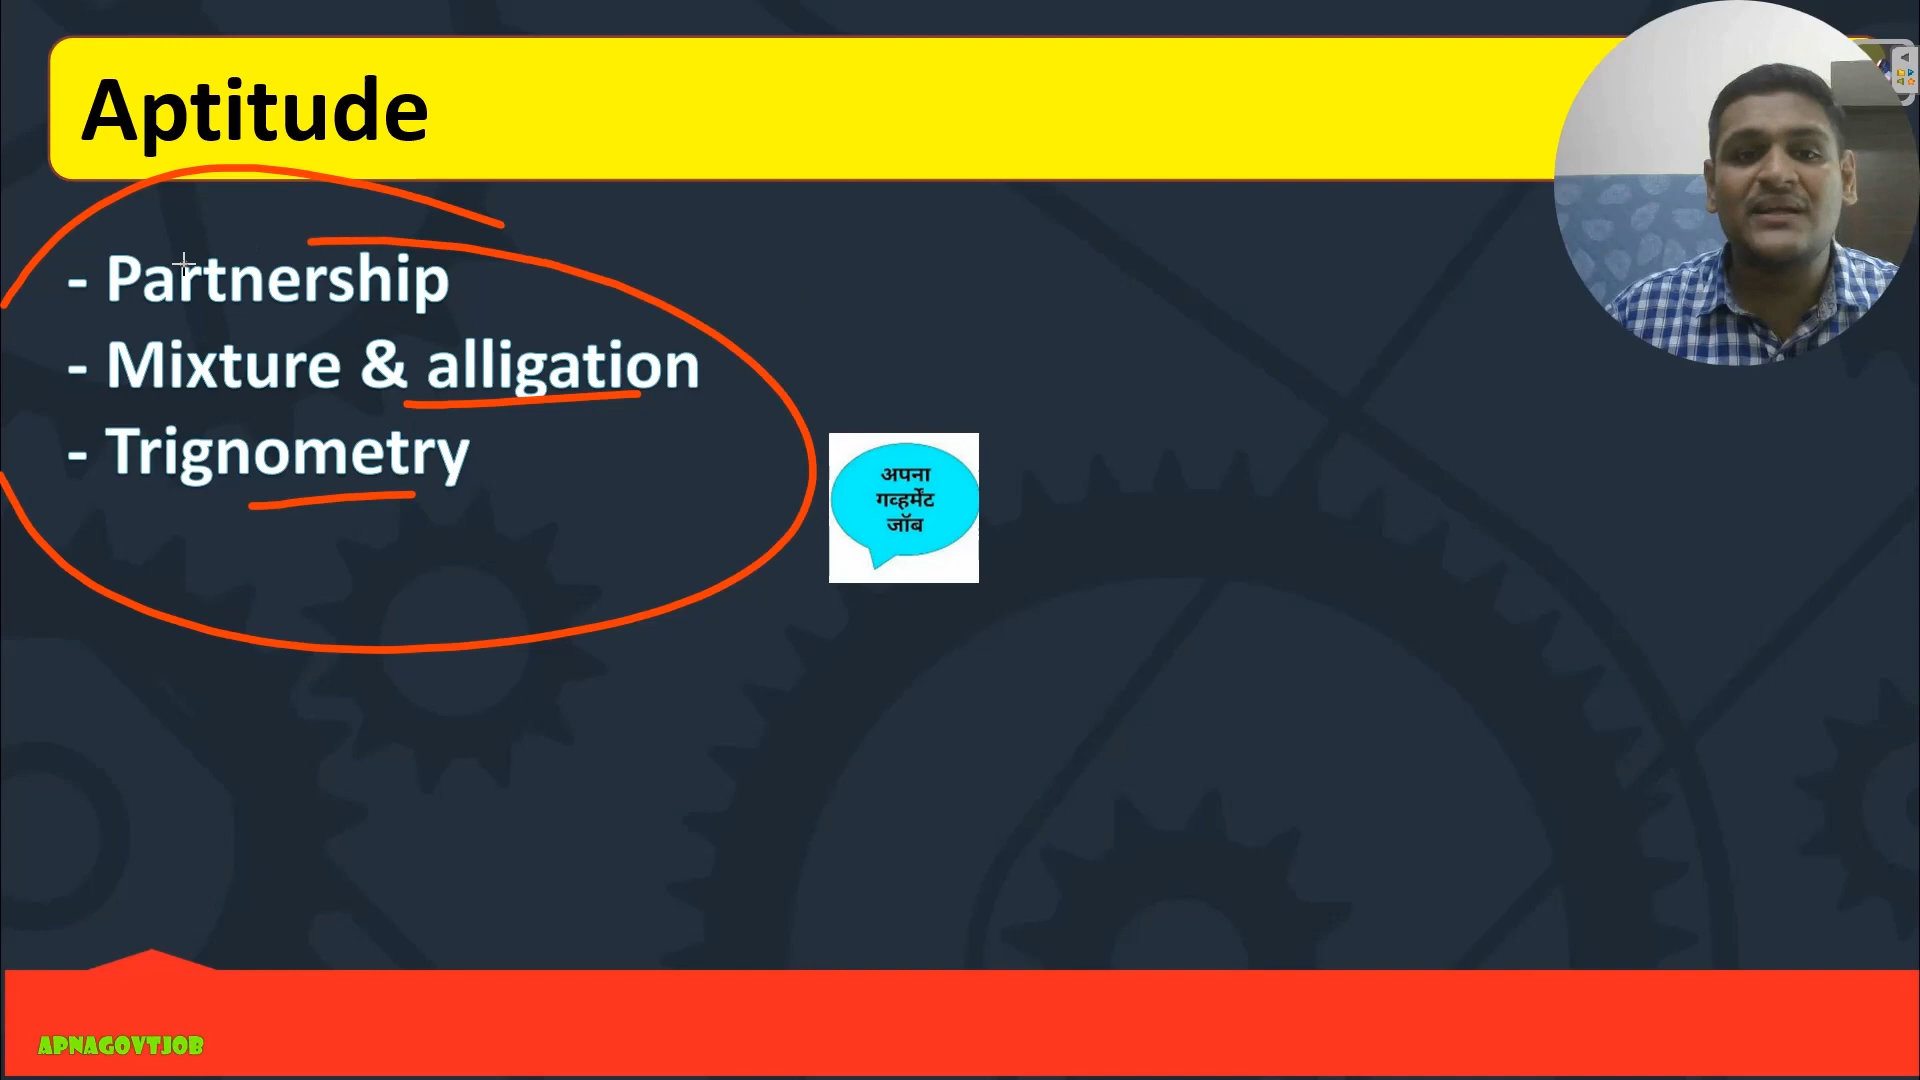 Aptitude
- Partnership
- Mixture & alligation
- Trignometry
अपना
गव्हर्मेंट
जॉब
APNAGOVTJOB